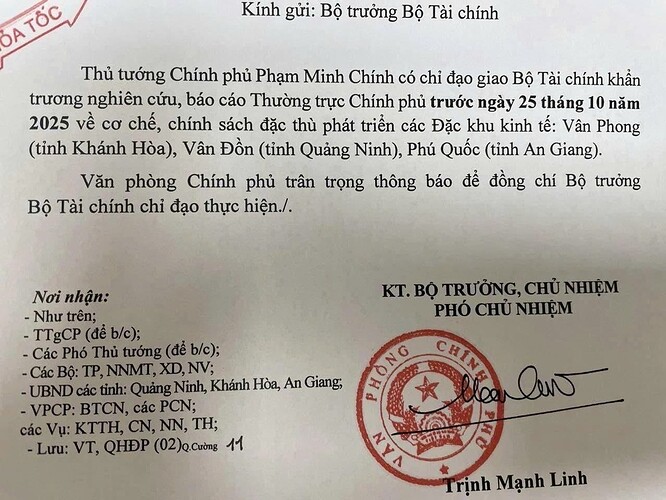 ỎA TỐC
Kính gửi: Bộ trưởng Bộ Tài chính
Thủ tướng Chính phủ Phạm Minh Chính có chỉ đạo giao Bộ Tài chính khẩn
trương nghiên cứu, báo cáo Thường trực Chính phủ trước ngày 25 tháng 10 năm
2025 về cơ chế, chính sách đặc thù phát triển các Đặc khu kinh tế: Vân Phong
(tỉnh Khánh Hòa), Vân Đồn (tỉnh Quảng Ninh), Phú Quốc (tỉnh An Giang).
Văn phòng Chính phủ trân trọng thông báo để đồng chí Bộ trưởng
Bộ Tài chính chỉ đạo thực hiện./.
Nơi nhận:
- Như trên;
- TTgCP (để b/c);
- Các Phó Thủ tướng (để b/c);
- Các Bộ: TP, NNMT, XD, NV;
- UBND các tỉnh: Quảng Ninh, Khánh Hòa, An Giang;
- VPCP: BTCN, các PCN;
các Vụ: KTTH, CN, NN, TH;
- Lưu: VT, QHĐP (02)Q.Cường 11
KT. BỘ TRƯỞNG, CHỦ NHIỆM
PHÓ CHỦ NHIỆM
VĂN PHÒNG CHÍNH PHỦ
Trịnh Mạnh Linh